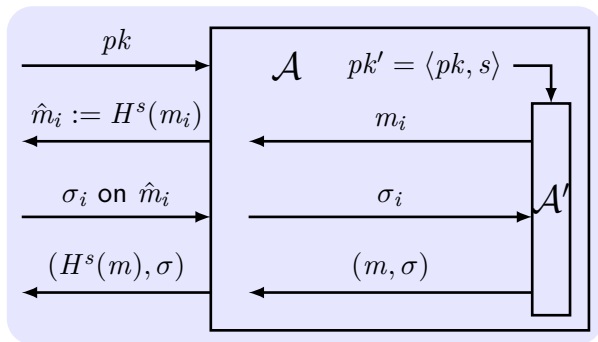 pk
𝒜 pk′ = ⟨pk, s⟩
m̂ᵢ := Hˢ(mᵢ) mᵢ
σᵢ on m̂ᵢ σᵢ 𝒜′
(Hˢ(m), σ) (m, σ)